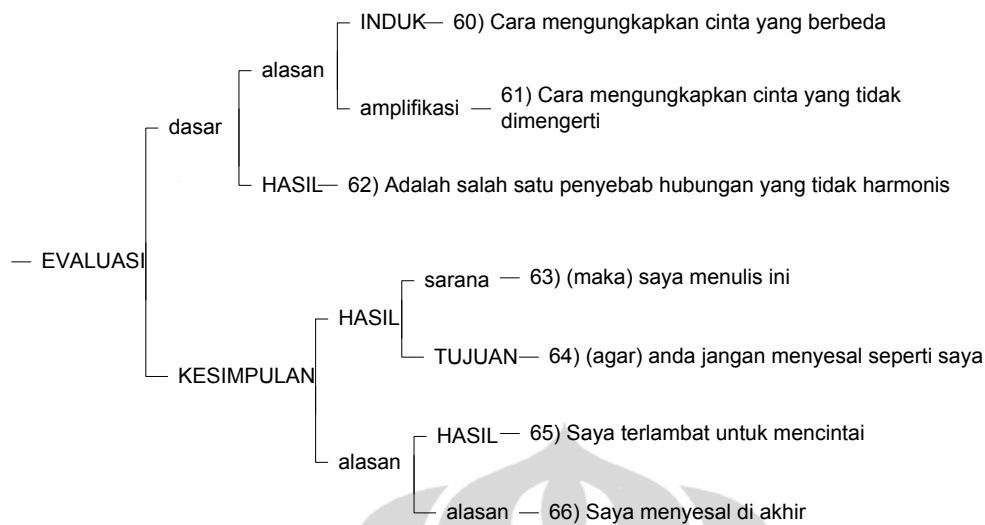 INDUK — 60) Cara mengungkapkan cinta yang berbeda
alasan
amplifikasi — 61) Cara mengungkapkan cinta yang tidak
dimengerti
dasar
HASIL — 62) Adalah salah satu penyebab hubungan yang tidak harmonis
— EVALUASI
sarana — 63) (maka) saya menulis ini
HASIL
TUJUAN — 64) (agar) anda jangan menyesal seperti saya
KESIMPULAN
HASIL — 65) Saya terlambat untuk mencintai
alasan
alasan — 66) Saya menyesal di akhir